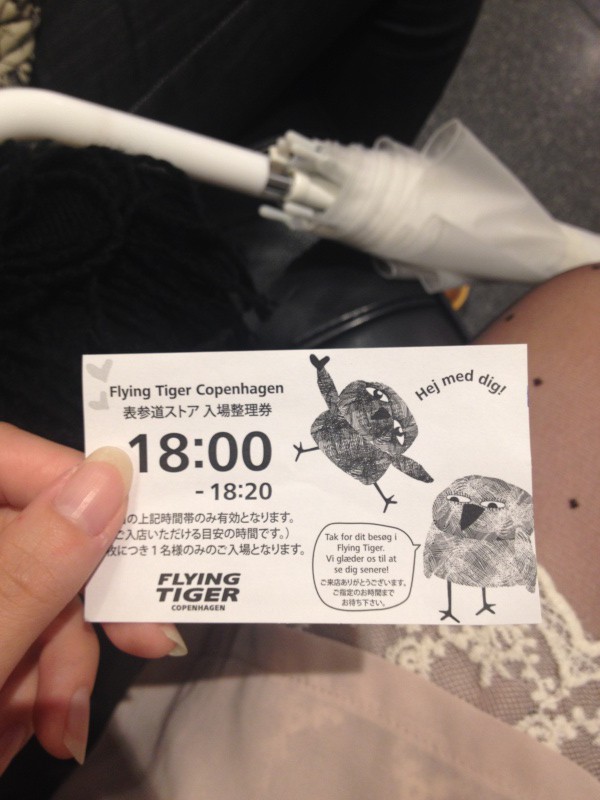 Flying Tiger Copenhagen
表参道ストア 入場整理券
18:00
- 18:20
の上記時間帯のみ有効となります。
ご入店いただける目安の時間です。)
につき1名様のみのご入場となります。
FLYING
TIGER
COPENHAGEN
Hej med dig!
Tak for dit besøg i
Flying Tiger.
Vi glæder os til at
se dig senere!
ご来店ありがとうございます。
ご指定のお時間まで
お待ち下さい。